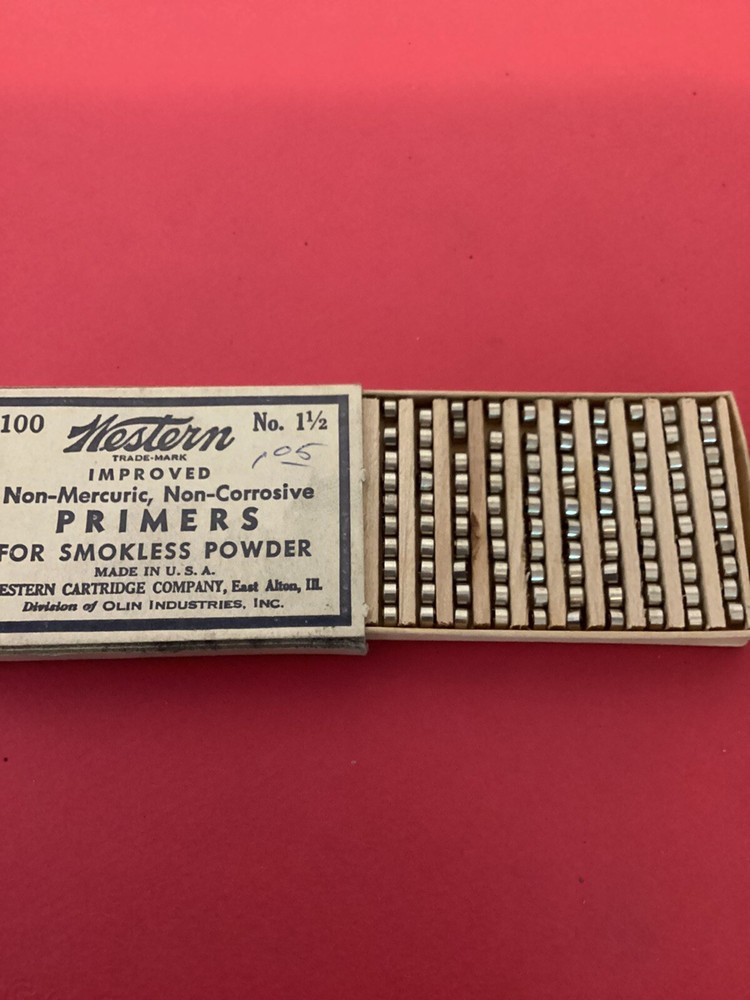 100 Western No. 1½
TRADE-MARK
.05
IMPROVED
Non-Mercuric, Non-Corrosive
PRIMERS
FOR SMOKLESS POWDER
MADE IN U. S. A.
ESTERN CARTRIDGE COMPANY, East Alton, Ill.
Division of OLIN INDUSTRIES, INC.